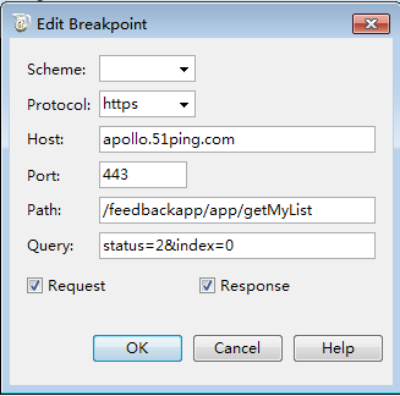 Edit Breakpoint
Scheme:
Protocol: https
Host: apollo.51ping.com
Port: 443
Path: /feedbackapp/app/getMyList
Query: status=2&index=0
Request Response
OK Cancel Help